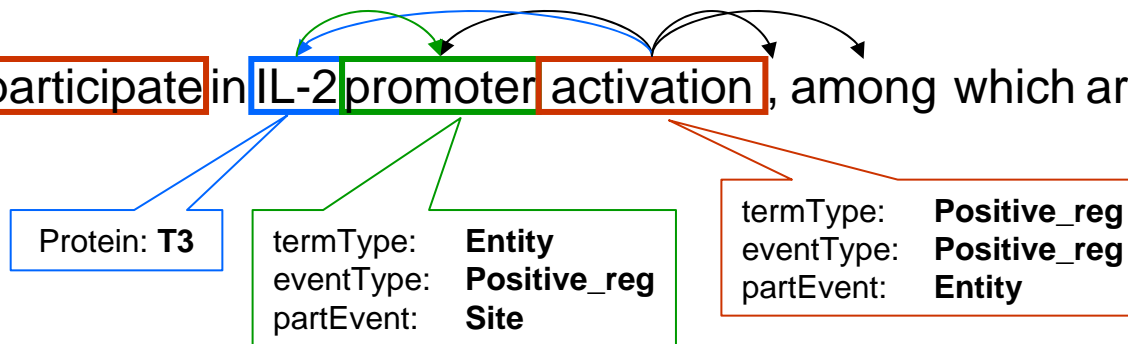 participate in IL-2 promoter activation , among which ar
Protein: T3
termType: Entity
eventType: Positive_reg
partEvent: Site
termType: Positive_reg
eventType: Positive_reg
partEvent: Entity